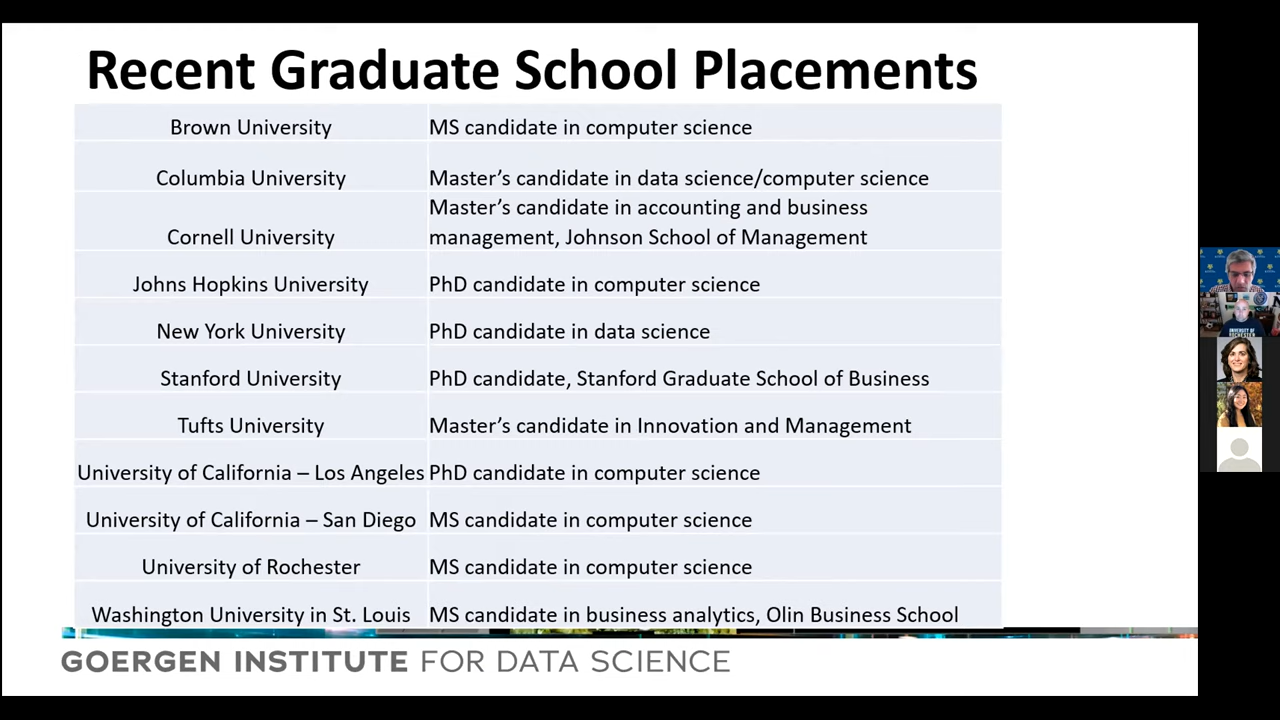 Recent Graduate School Placements
Brown University MS candidate in computer science
Columbia University Master’s candidate in data science/computer science
Cornell University Master’s candidate in accounting and business
management, Johnson School of Management
Johns Hopkins University PhD candidate in computer science
New York University PhD candidate in data science
Stanford University PhD candidate, Stanford Graduate School of Business
Tufts University Master’s candidate in Innovation and Management
University of California – Los Angeles PhD candidate in computer science
University of California – San Diego MS candidate in computer science
University of Rochester MS candidate in computer science
Washington University in St. Louis MS candidate in business analytics, Olin Business School
GOERGEN INSTITUTE FOR DATA SCIENCE
UNIVERSITY OF
ROCHESTER